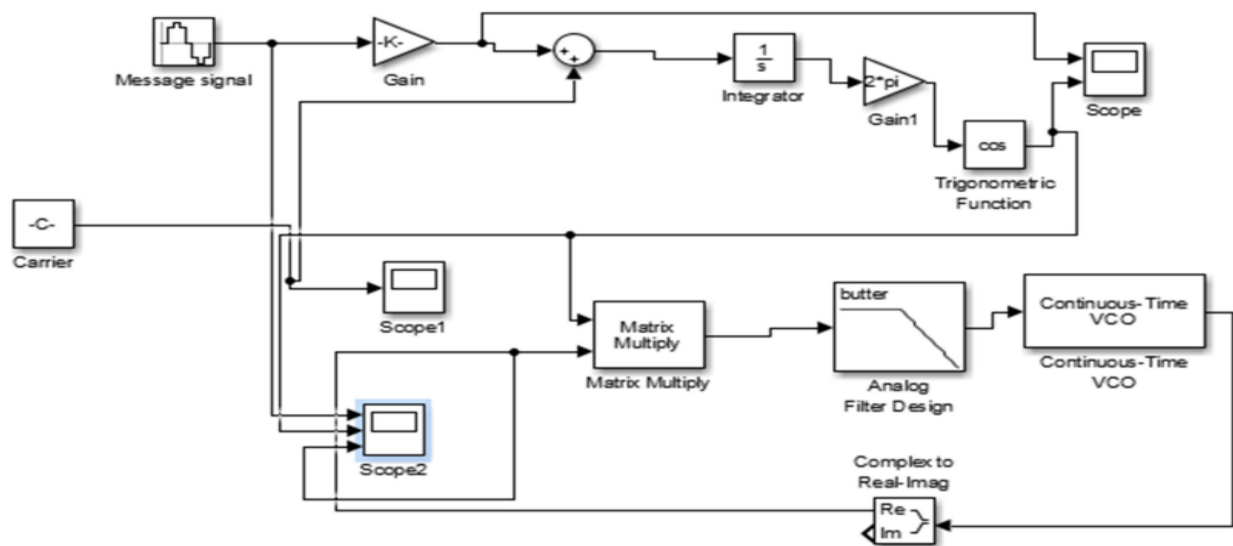 Message signal
-K-
Gain
+
+
1
s
Integrator
2*pi
Gain1
cos
Trigonometric
Function
Scope
-C-
Carrier
Scope1
Scope2
Matrix
Multiply
Matrix Multiply
butter
Analog
Filter Design
Continuous-Time
VCO
Continuous-Time
VCO
Complex to
Real-Imag
Re
Im